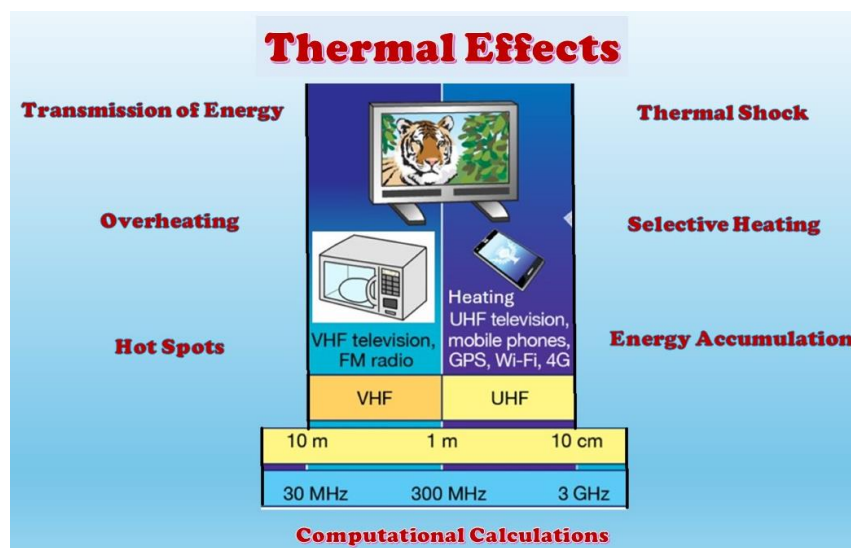 Thermal Effects
Transmission of Energy
Thermal Shock
Overheating
Selective Heating
Hot Spots
Energy Accumulation
VHF television,
FM radio
Heating
UHF television,
mobile phones,
GPS, Wi-Fi, 4G
VHF UHF
10 m 1 m 10 cm
30 MHz 300 MHz 3 GHz
Computational Calculations